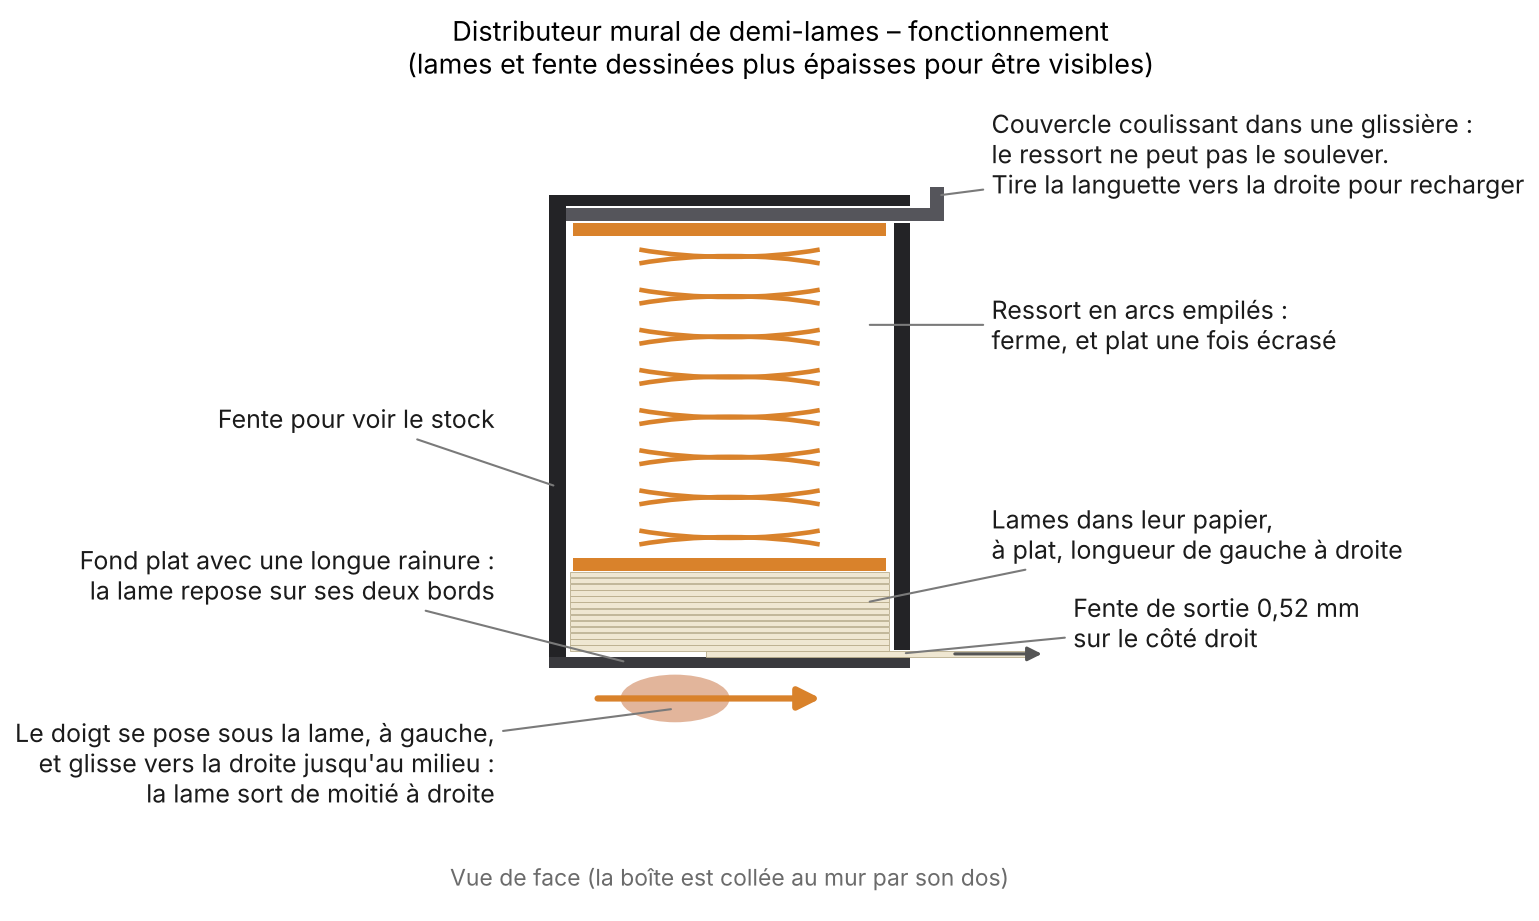 Distributeur mural de demi-lames – fonctionnement
(lames et fente dessinées plus épaisses pour être visibles)
Couvercle coulissant dans une glissière :
le ressort ne peut pas le soulever.
Tire la languette vers la droite pour recharger
Ressort en arcs empilés :
ferme, et plat une fois écrasé
Fente pour voir le stock
Lames dans leur papier,
à plat, longueur de gauche à droite
Fond plat avec une longue rainure :
la lame repose sur ses deux bords
Fente de sortie 0,52 mm
sur le côté droit
Le doigt se pose sous la lame, à gauche,
et glisse vers la droite jusqu'au milieu :
la lame sort de moitié à droite
Vue de face (la boîte est collée au mur par son dos)